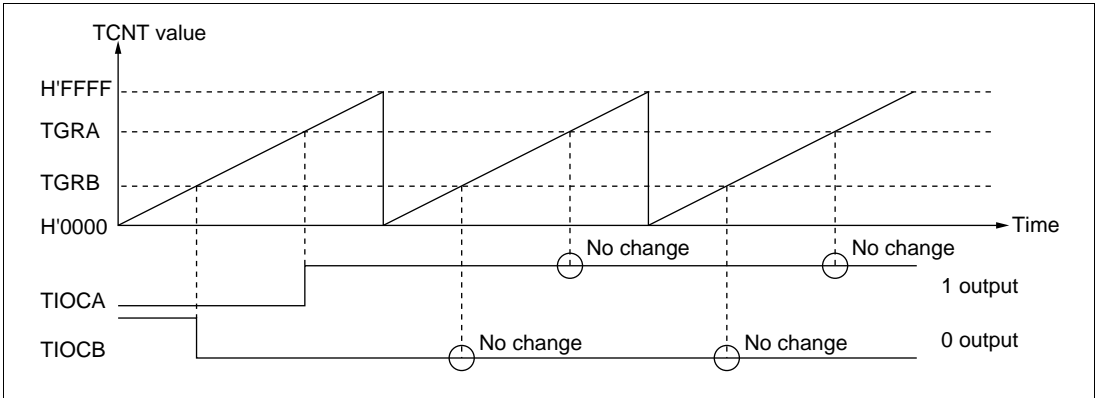 TCNT value
H'FFFF
TGRA
TGRB
H'0000
Time
No change
No change
TIOCA
1 output
No change
No change
TIOCB
0 output